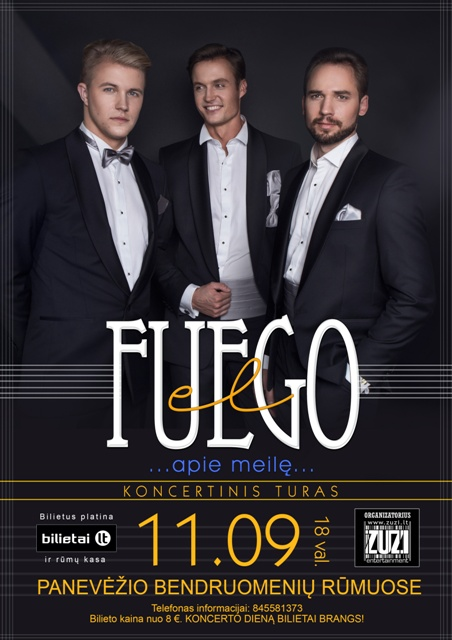 FUEGO
el
...apie meilę...
KONCERTINIS TURAS
Bilietus platina
bilietai lt
ir rūmų kasa
11.09
18 val.
ORGANIZATORIUS
www.zuzi.lt
ZUZI
entertainment
PANEVĖŽIO BENDRUOMENIŲ RŪMUOSE
Telefonas informacijai: 845581373
Bilieto kaina nuo 8 €. KONCERTO DIENĄ BILIETAI BRANGS!